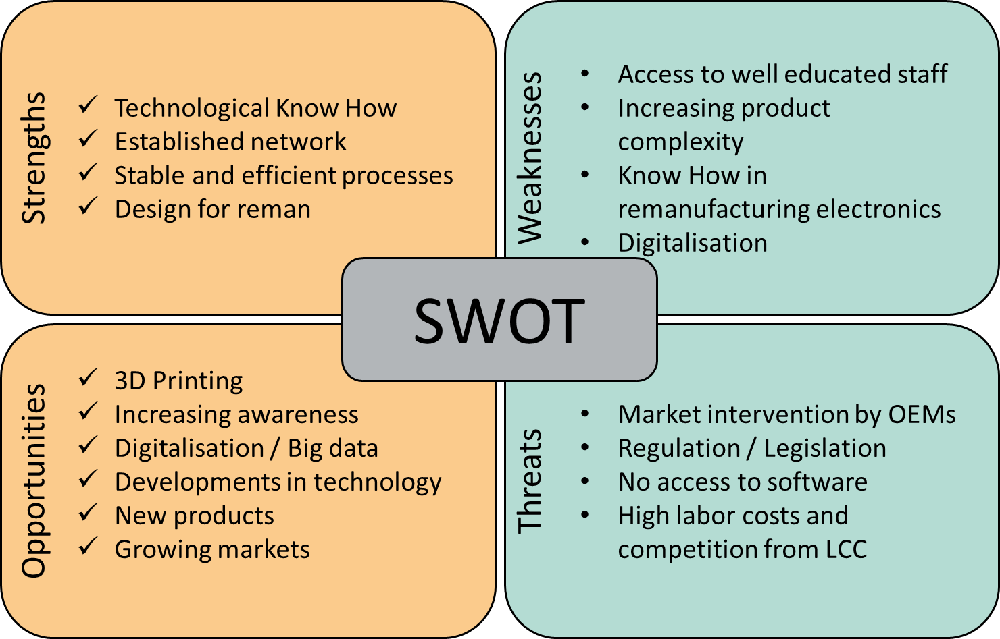 Strengths
✓ Technological Know How
✓ Established network
✓ Stable and efficient processes
✓ Design for reman
Weaknesses
• Access to well educated staff
• Increasing product
complexity
• Know How in
remanufacturing electronics
• Digitalisation
SWOT
Opportunities
✓ 3D Printing
✓ Increasing awareness
✓ Digitalisation / Big data
✓ Developments in technology
✓ New products
✓ Growing markets
Threats
• Market intervention by OEMs
• Regulation / Legislation
• No access to software
• High labor costs and
competition from LCC